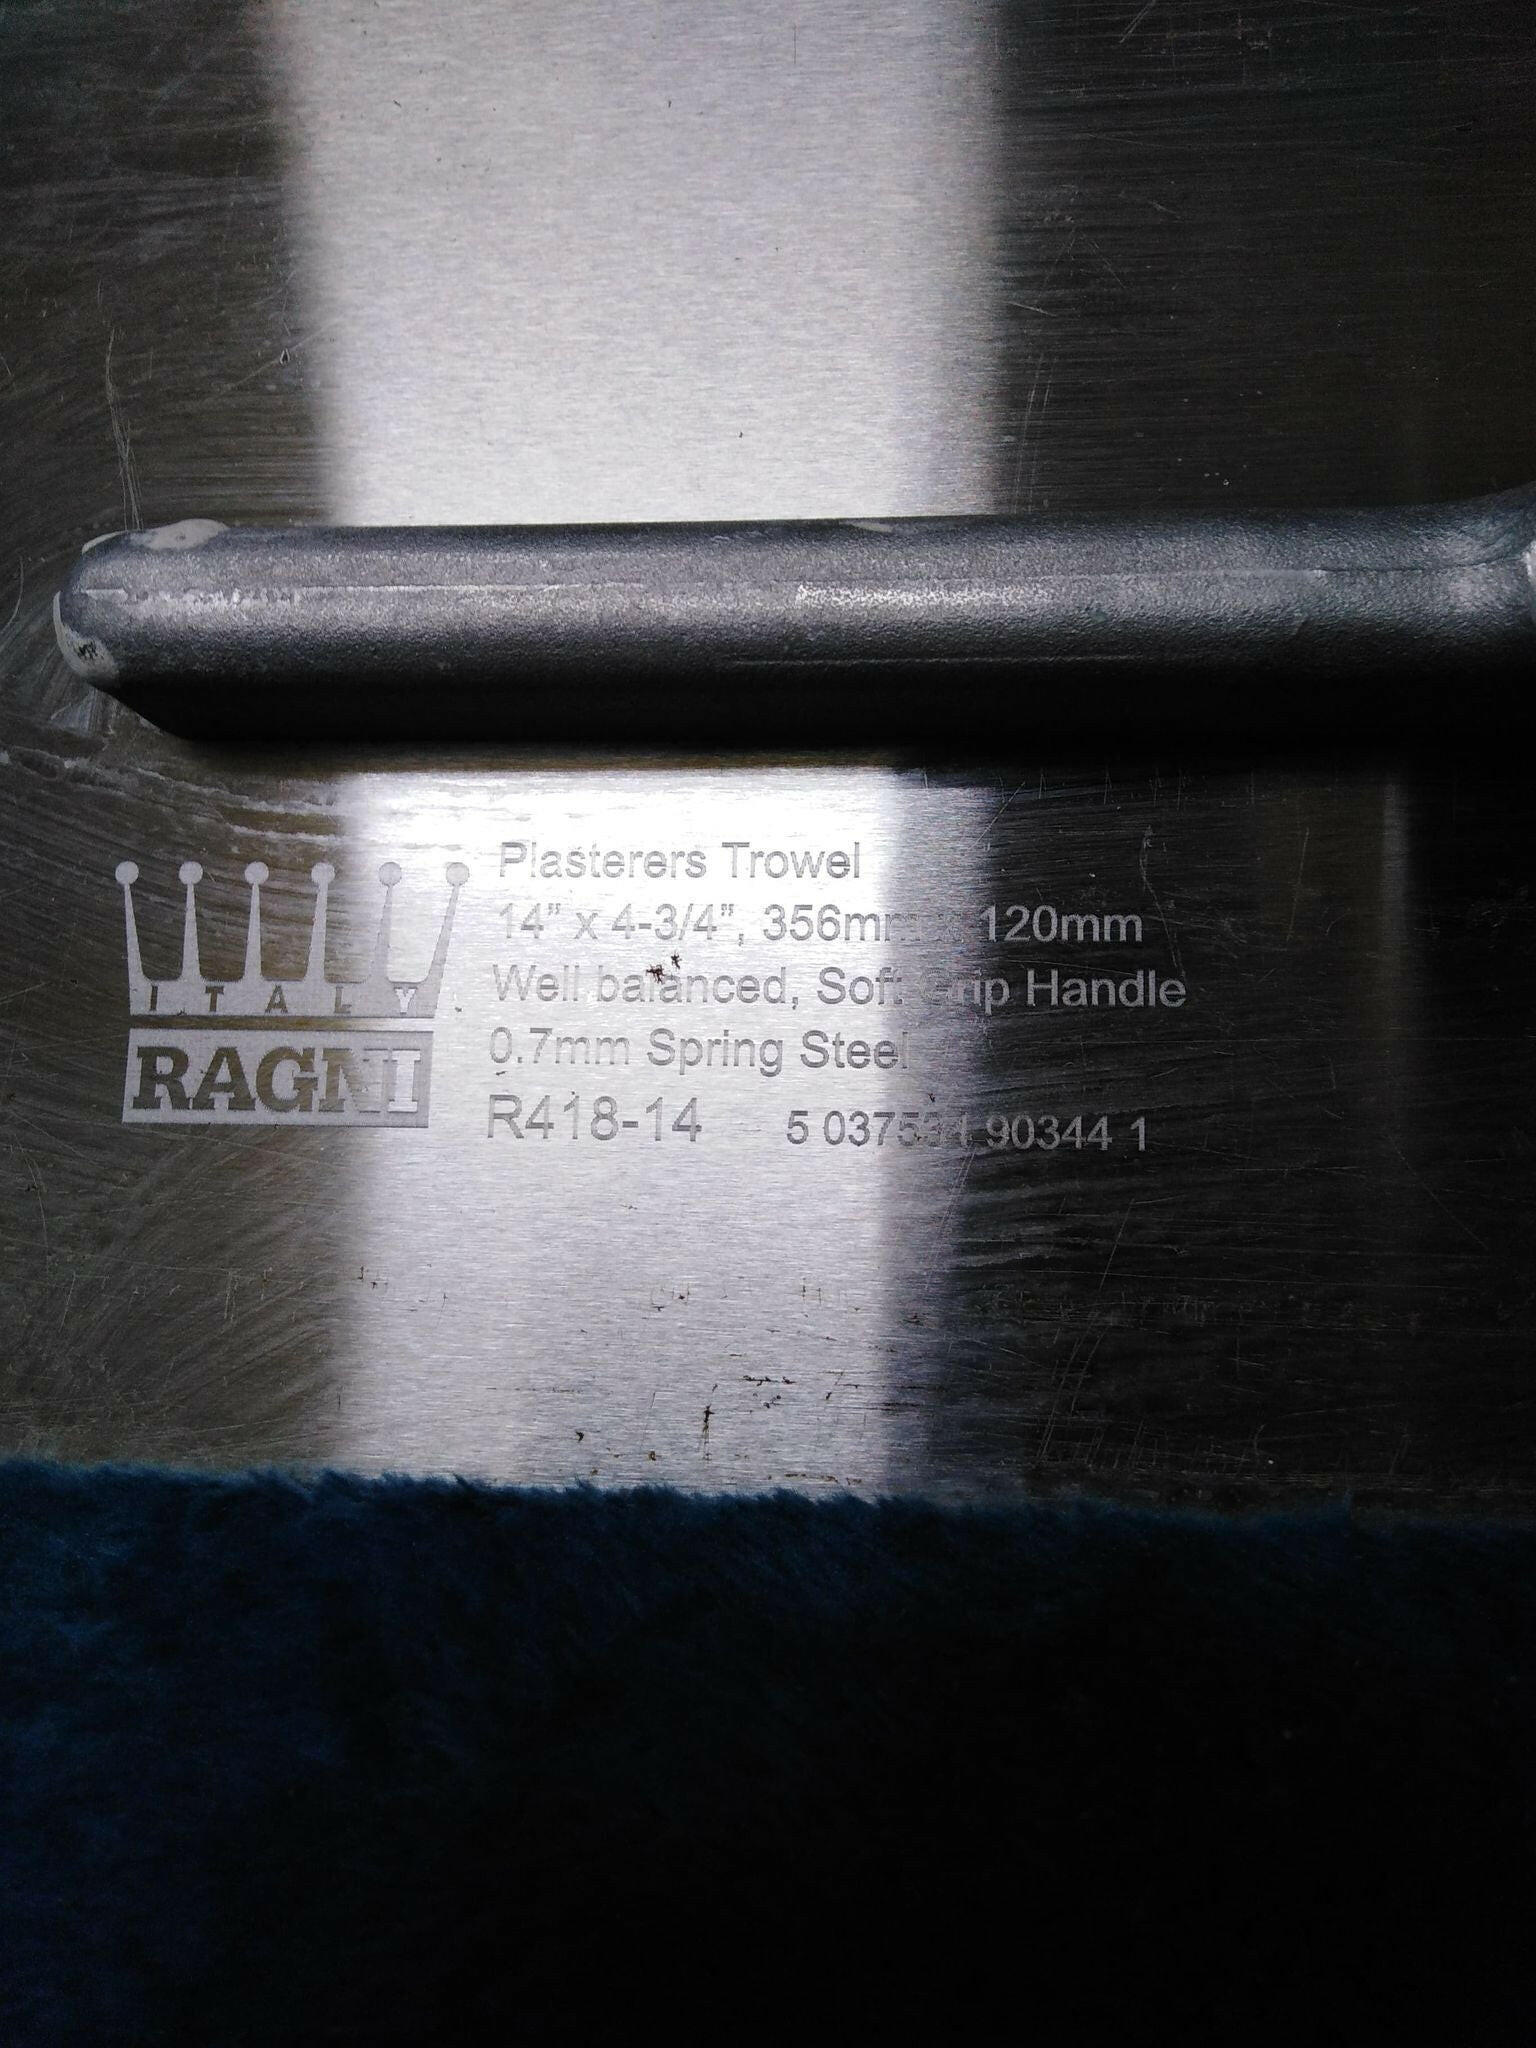 ITALY
RAGNI
Plasterers Trowel
14” x 4-3/4”, 356mm x 120mm
Well balanced, Soft Grip Handle
0.7mm Spring Steel
R418-14 5 037534 90344 1